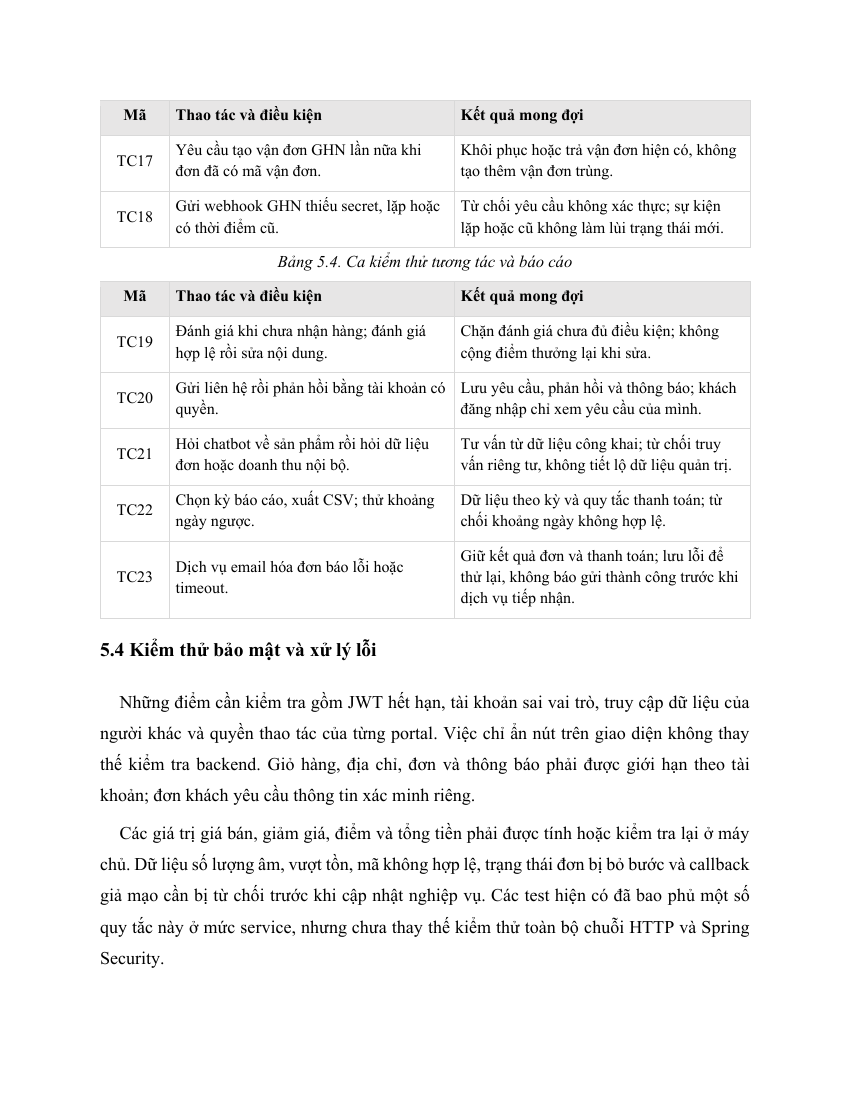 Mã Thao tác và điều kiện Kết quả mong đợi
TC17
Yêu cầu tạo vận đơn GHN lần nữa khi
đơn đã có mã vận đơn.
Khôi phục hoặc trả vận đơn hiện có, không
tạo thêm vận đơn trùng.
TC18
Gửi webhook GHN thiếu secret, lặp hoặc
có thời điểm cũ.
Từ chối yêu cầu không xác thực; sự kiện
lặp hoặc cũ không làm lùi trạng thái mới.
Bảng 5.4. Ca kiểm thử tương tác và báo cáo
Mã Thao tác và điều kiện Kết quả mong đợi
TC19
Đánh giá khi chưa nhận hàng; đánh giá
hợp lệ rồi sửa nội dung.
Chặn đánh giá chưa đủ điều kiện; không
cộng điểm thưởng lại khi sửa.
TC20
Gửi liên hệ rồi phản hồi bằng tài khoản có
quyền.
Lưu yêu cầu, phản hồi và thông báo; khách
đăng nhập chỉ xem yêu cầu của mình.
TC21
Hỏi chatbot về sản phẩm rồi hỏi dữ liệu
đơn hoặc doanh thu nội bộ.
Tư vấn từ dữ liệu công khai; từ chối truy
vấn riêng tư, không tiết lộ dữ liệu quản trị.
TC22
Chọn kỳ báo cáo, xuất CSV; thử khoảng
ngày ngược.
Dữ liệu theo kỳ và quy tắc thanh toán; từ
chối khoảng ngày không hợp lệ.
TC23
Dịch vụ email hóa đơn báo lỗi hoặc
timeout.
Giữ kết quả đơn và thanh toán; lưu lỗi để
thử lại, không báo gửi thành công trước khi
dịch vụ tiếp nhận.
5.4 Kiểm thử bảo mật và xử lý lỗi
Những điểm cần kiểm tra gồm JWT hết hạn, tài khoản sai vai trò, truy cập dữ liệu của
người khác và quyền thao tác của từng portal. Việc chỉ ẩn nút trên giao diện không thay
thế kiểm tra backend. Giỏ hàng, địa chỉ, đơn và thông báo phải được giới hạn theo tài
khoản; đơn khách yêu cầu thông tin xác minh riêng.
Các giá trị giá bán, giảm giá, điểm và tổng tiền phải được tính hoặc kiểm tra lại ở máy
chủ. Dữ liệu số lượng âm, vượt tồn, mã không hợp lệ, trạng thái đơn bị bỏ bước và callback
giả mạo cần bị từ chối trước khi cập nhật nghiệp vụ. Các test hiện có đã bao phủ một số
quy tắc này ở mức service, nhưng chưa thay thế kiểm thử toàn bộ chuỗi HTTP và Spring
Security.